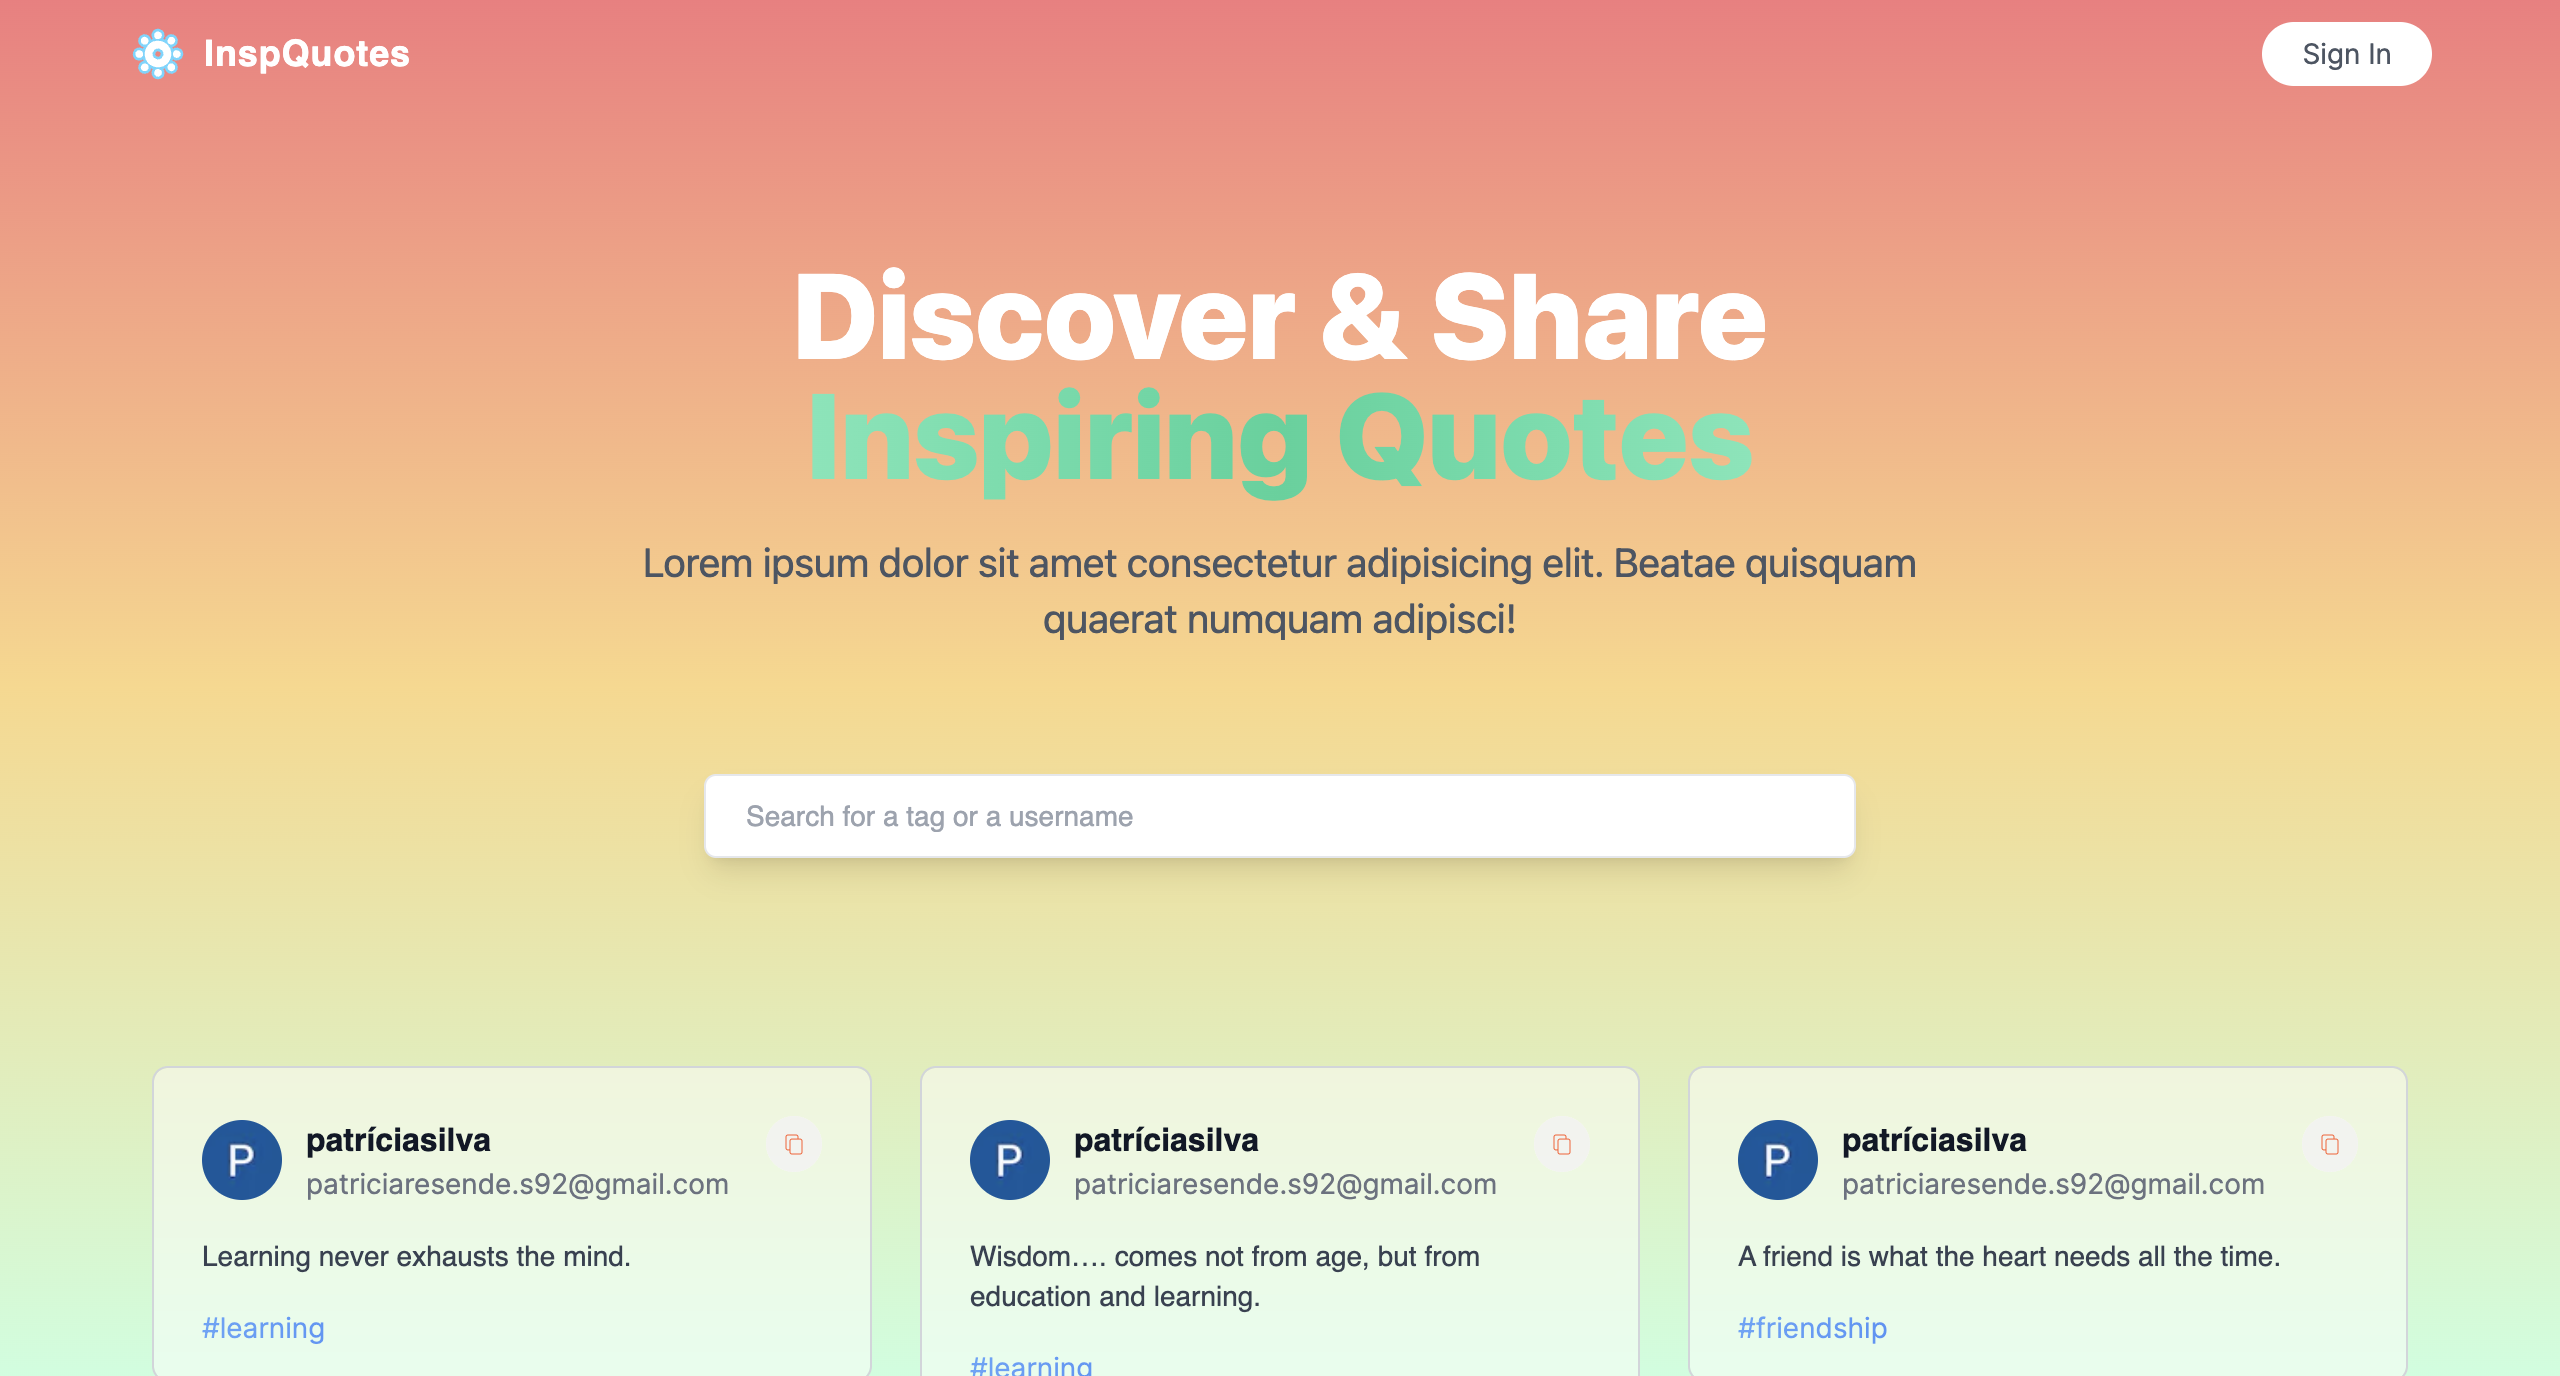 InspQuotes
Sign In
Discover & Share
Inspiring Quotes
Lorem ipsum dolor sit amet consectetur adipisicing elit. Beatae quisquam
quaerat numquam adipisci!
Search for a tag or a username
P
patríciasilva
patriciaresende.s92@gmail.com
Learning never exhausts the mind.
#learning
P
patríciasilva
patriciaresende.s92@gmail.com
Wisdom…. comes not from age, but from
education and learning.
#learning
P
patríciasilva
patriciaresende.s92@gmail.com
A friend is what the heart needs all the time.
#friendship